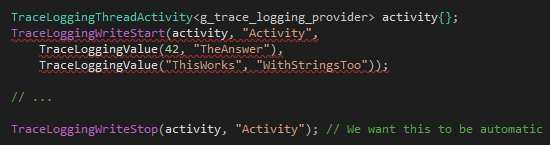 TraceLoggingThreadActivity<g_trace_logging_provider> activity{};
TraceLoggingWriteStart(activity, "Activity",
    TraceLoggingValue(42, "TheAnswer"),
    TraceLoggingValue("ThisWorks", "WithStringsToo"));

// ...

TraceLoggingWriteStop(activity, "Activity"); // We want this to be automatic